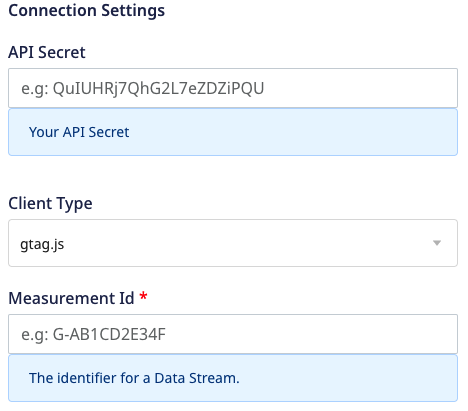 Connection Settings
API Secret
e.g: QuIUHRj7QhG2L7eZDZiPQU
Your API Secret
Client Type
gtag.js
Measurement Id *
e.g: G-AB1CD2E34F
The identifier for a Data Stream.